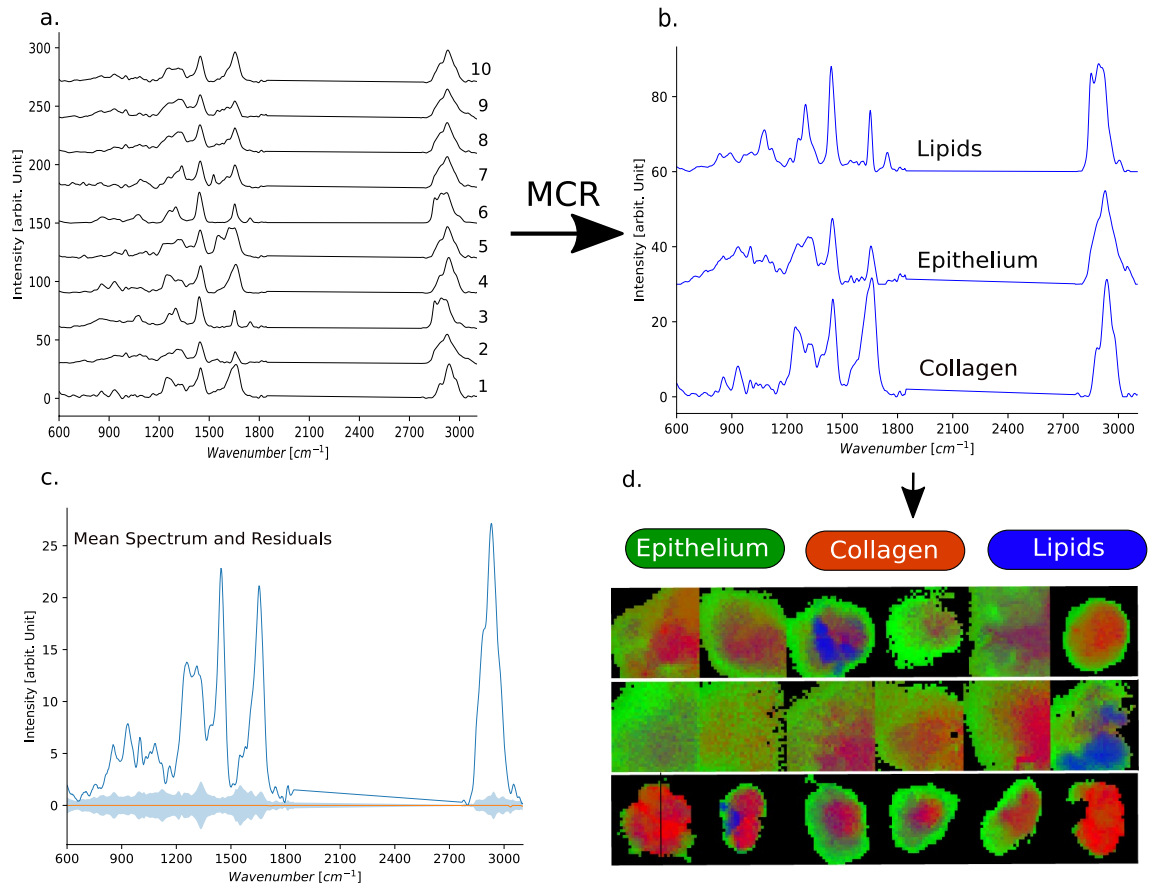 a.
300
250
200
150
100
50
0
10
9
8
7
6
5
4
3
2
1
600 900 1200 1500 1800 2100 2400 2700 3000
Intensity [arbit. Unit]
Wavenumber [cm⁻¹]
MCR
b.
80
60
40
20
0
Lipids
Epithelium
Collagen
600 900 1200 1500 1800 2100 2400 2700 3000
Intensity [arbit. Unit]
Wavenumber [cm⁻¹]
c.
Mean Spectrum and Residuals
25
20
15
10
5
0
600 900 1200 1500 1800 2100 2400 2700 3000
Intensity [arbit. Unit]
Wavenumber [cm⁻¹]
d.
Epithelium Collagen Lipids